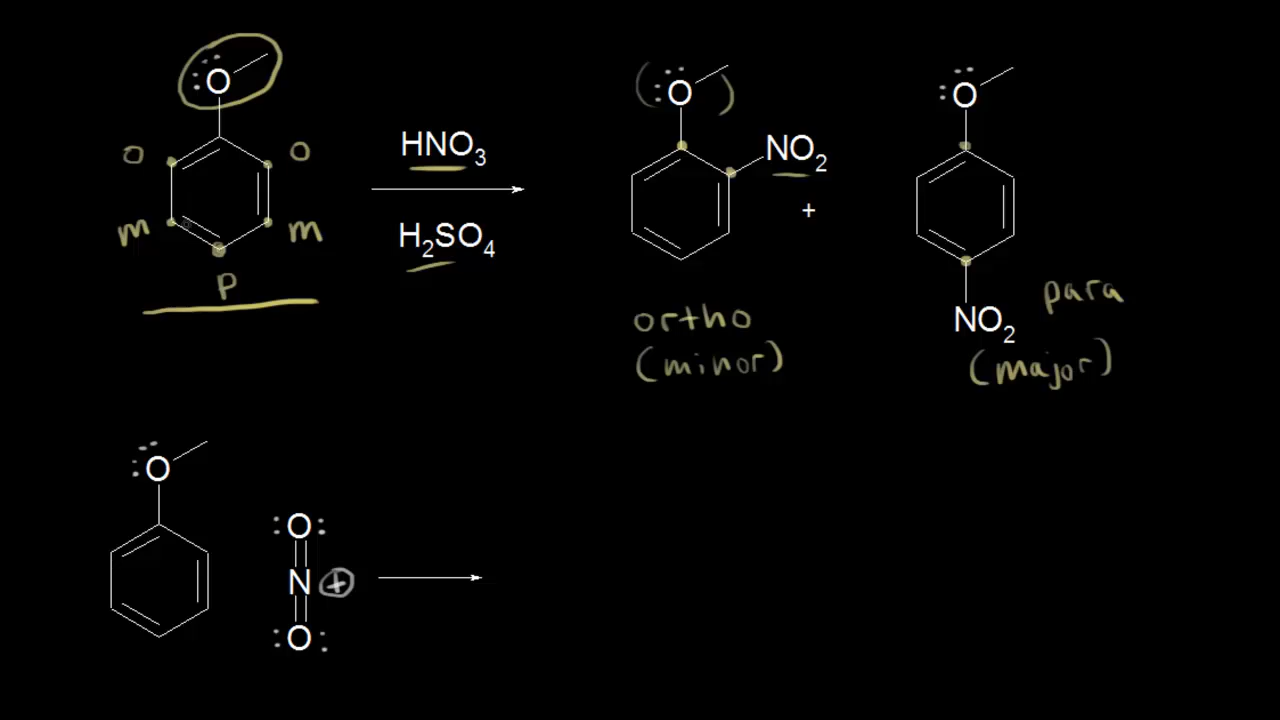 O
o o
HNO3
m m
H2SO4
p
O
NO2
+
ortho
(minor)
O
NO2
para
(major)
O
O
N+
O